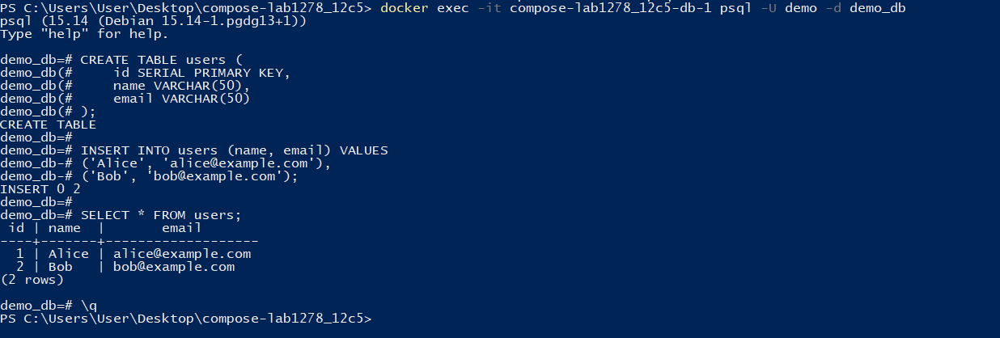 PS C:\Users\User\Desktop\compose-lab1278_12c5> docker exec -it compose-lab1278_12c5-db-1 psql -U demo -d demo_db
psql (15.14 (Debian 15.14-1.pgdg13+1))
Type "help" for help.

demo_db=# CREATE TABLE users (
demo_db(#     id SERIAL PRIMARY KEY,
demo_db(#     name VARCHAR(50),
demo_db(#     email VARCHAR(50)
demo_db(# );
CREATE TABLE
demo_db=#
demo_db=# INSERT INTO users (name, email) VALUES
demo_db-# ('Alice', 'alice@example.com'),
demo_db-# ('Bob', 'bob@example.com');
INSERT 0 2
demo_db=#
demo_db=# SELECT * FROM users;
 id | name  |       email
----+-------+-------------------
  1 | Alice | alice@example.com
  2 | Bob   | bob@example.com
(2 rows)

demo_db=# \q
PS C:\Users\User\Desktop\compose-lab1278_12c5>